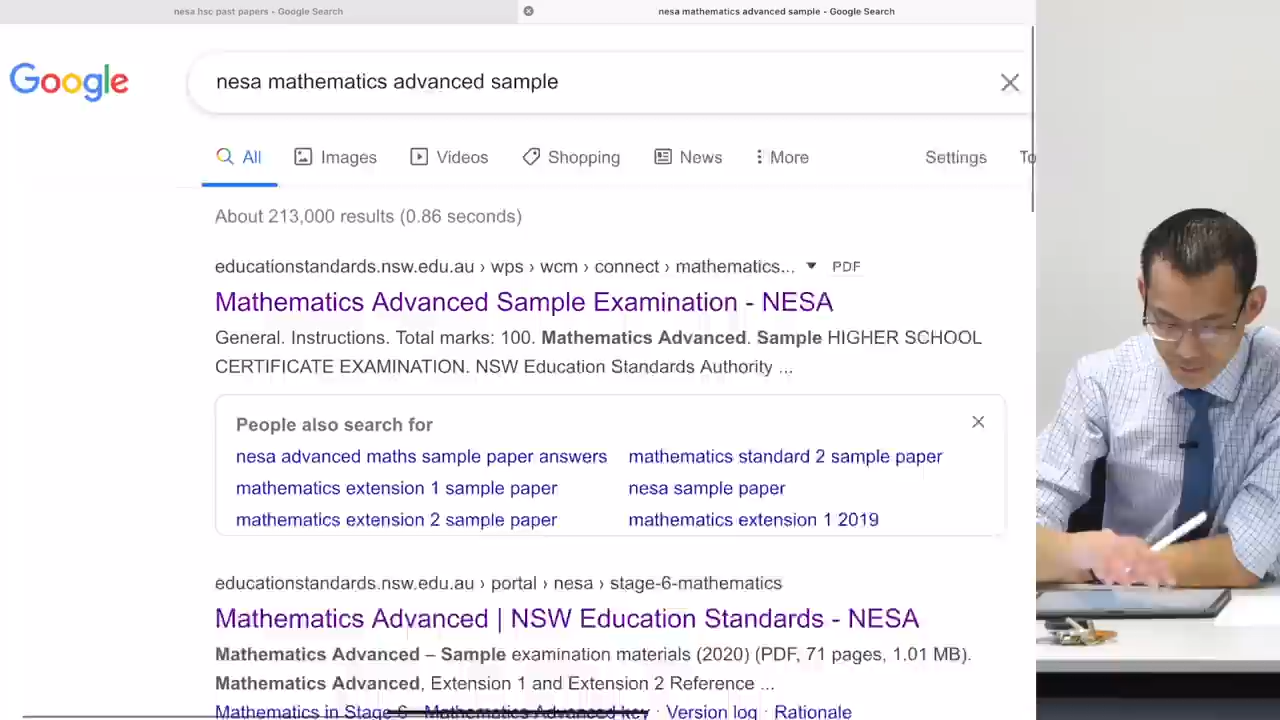 nesa hsc past papers - Google Search
nesa mathematics advanced sample - Google Search
Google
nesa mathematics advanced sample
All Images Videos Shopping News More Settings To
About 213,000 results (0.86 seconds)
educationstandards.nsw.edu.au › wps › wcm › connect › mathematics... PDF
Mathematics Advanced Sample Examination - NESA
General. Instructions. Total marks: 100. Mathematics Advanced. Sample HIGHER SCHOOL
CERTIFICATE EXAMINATION. NSW Education Standards Authority ...
People also search for
nesa advanced maths sample paper answers
mathematics standard 2 sample paper
mathematics extension 1 sample paper
nesa sample paper
mathematics extension 2 sample paper
mathematics extension 1 2019
educationstandards.nsw.edu.au › portal › nesa › stage-6-mathematics
Mathematics Advanced | NSW Education Standards - NESA
Mathematics Advanced – Sample examination materials (2020) (PDF, 71 pages, 1.01 MB).
Mathematics Advanced, Extension 1 and Extension 2 Reference ...
Mathematics in Stage 6 · Mathematics Advanced key · Version log · Rationale